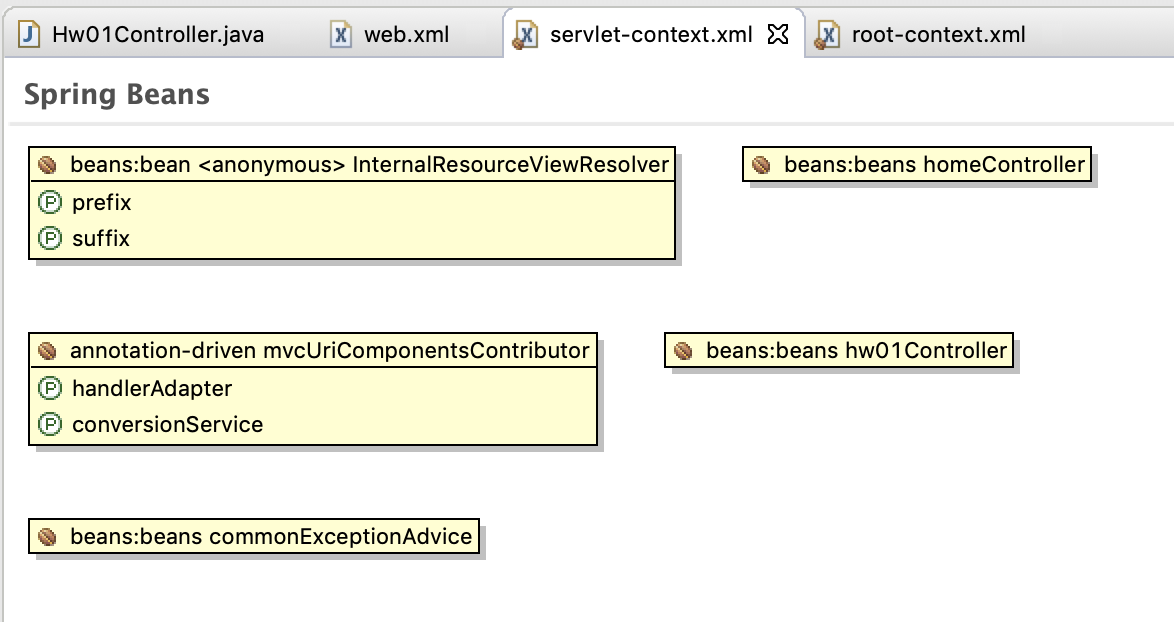 Hw01Controller.java web.xml servlet-context.xml root-context.xml
Spring Beans
beans:bean <anonymous> InternalResourceViewResolver
prefix
suffix
beans:beans homeController
annotation-driven mvcUriComponentsContributor
handlerAdapter
conversionService
beans:beans hw01Controller
beans:beans commonExceptionAdvice